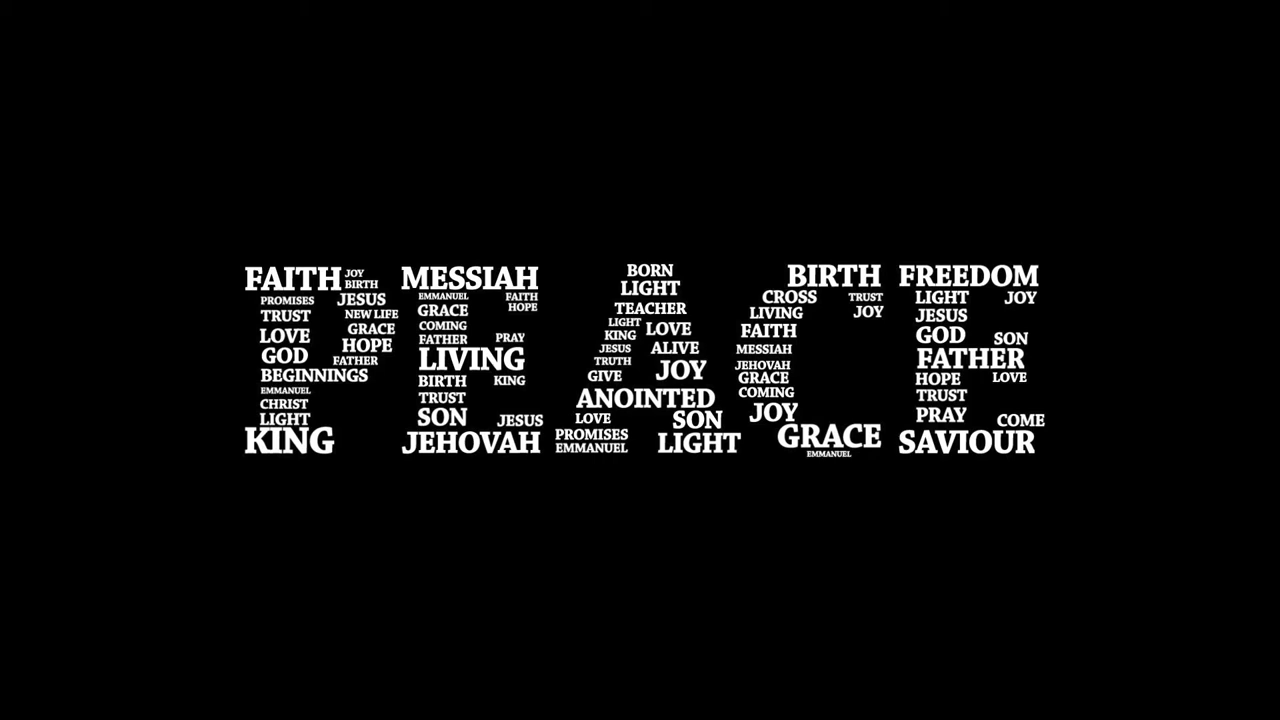 FAITH JOY
BIRTH
PROMISES JESUS
TRUST NEW LIFE
LOVE GRACE
HOPE
GOD FATHER
BEGINNINGS
EMMANUEL
CHRIST
LIGHT
KING
MESSIAH
EMMANUEL FAITH
GRACE HOPE
COMING
FATHER PRAY
LIVING
BIRTH KING
TRUST
SON JESUS
JEHOVAH
BORN
LIGHT
TEACHER
LIGHT
KING LOVE
JESUS ALIVE
TRUTH
GIVE JOY
ANOINTED
LOVE SON
PROMISES
EMMANUEL LIGHT
BIRTH
CROSS TRUST
LIVING JOY
FAITH
MESSIAH
JEHOVAH
GRACE
COMING
JOY
GRACE
EMMANUEL
FREEDOM
LIGHT JOY
JESUS
GOD SON
FATHER
HOPE LOVE
TRUST
PRAY COME
SAVIOUR